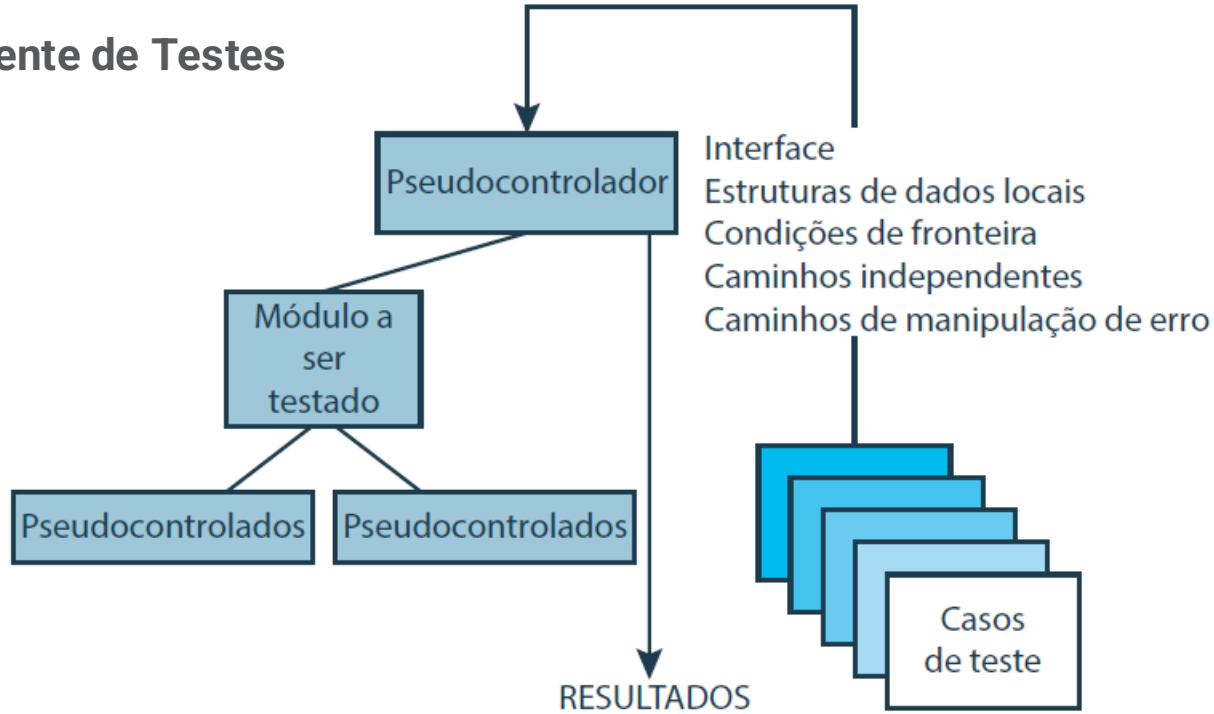 ente de Testes
Pseudocontrolador
Interface
Estruturas de dados locais
Condições de fronteira
Caminhos independentes
Caminhos de manipulação de erro
Módulo a
ser
testado
Pseudocontrolados
Pseudocontrolados
Casos
de teste
RESULTADOS